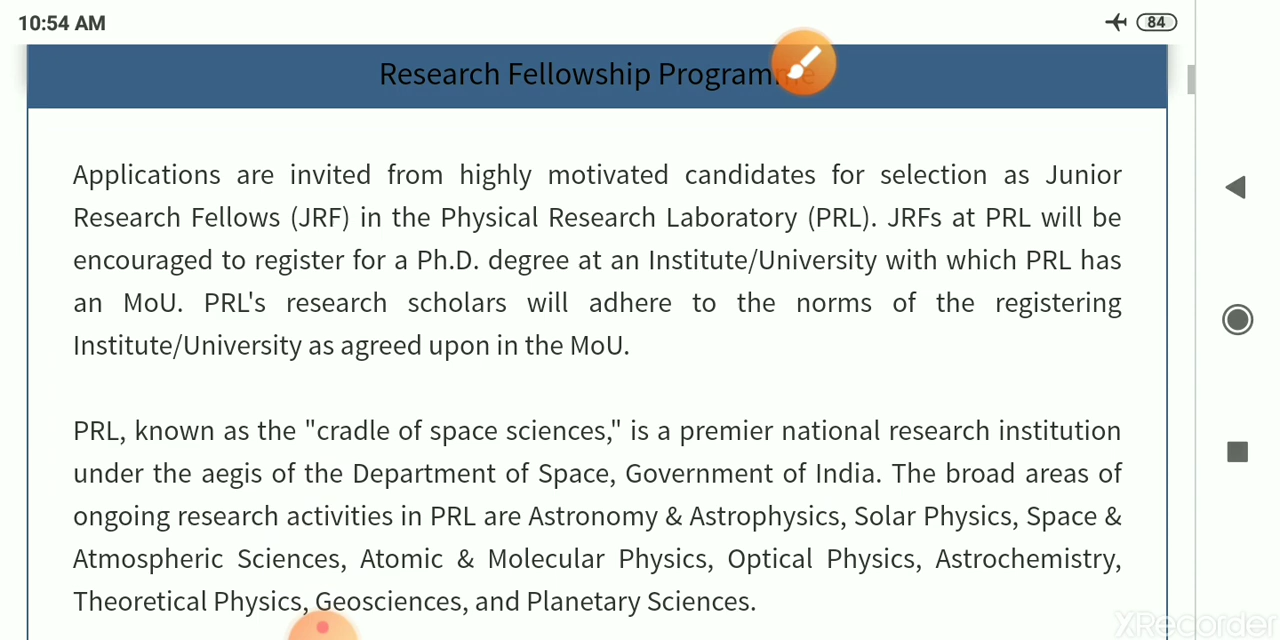 10:54 AM
84
Research Fellowship Programme
Applications are invited from highly motivated candidates for selection as Junior
Research Fellows (JRF) in the Physical Research Laboratory (PRL). JRFs at PRL will be
encouraged to register for a Ph.D. degree at an Institute/University with which PRL has
an MoU. PRL's research scholars will adhere to the norms of the registering
Institute/University as agreed upon in the MoU.
PRL, known as the "cradle of space sciences," is a premier national research institution
under the aegis of the Department of Space, Government of India. The broad areas of
ongoing research activities in PRL are Astronomy & Astrophysics, Solar Physics, Space &
Atmospheric Sciences, Atomic & Molecular Physics, Optical Physics, Astrochemistry,
Theoretical Physics, Geosciences, and Planetary Sciences.
XRecorder